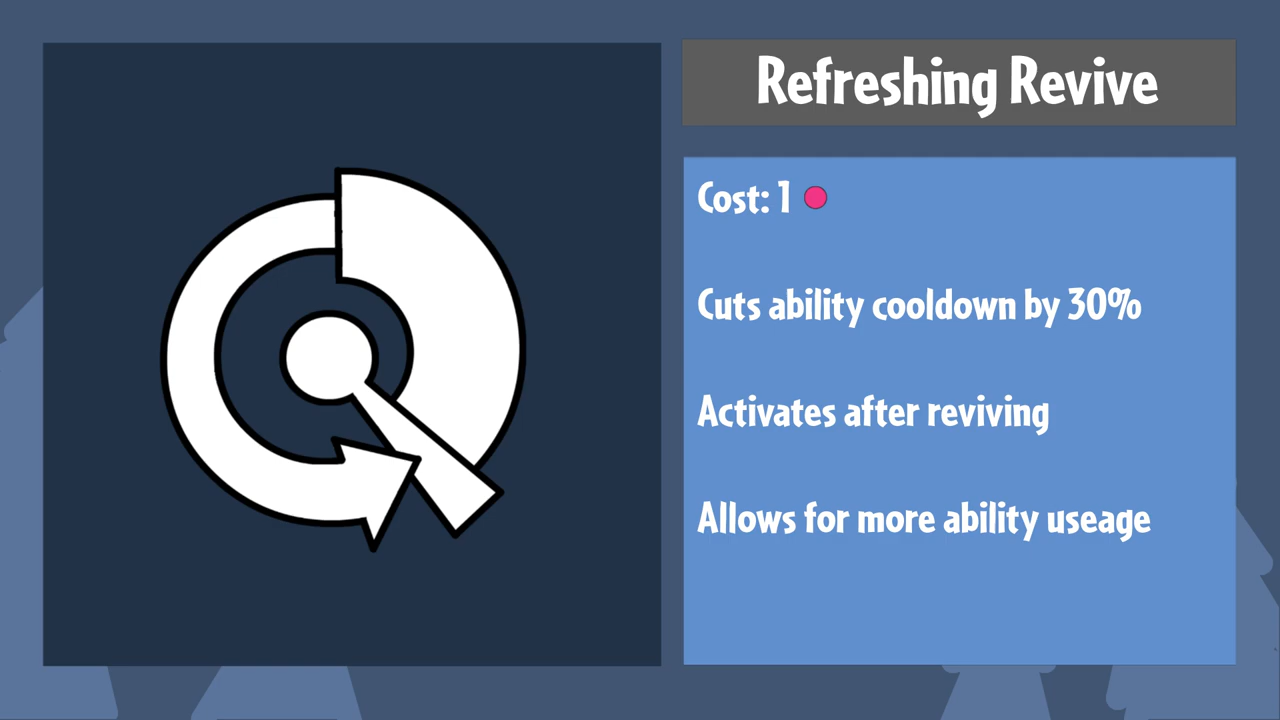 Refreshing Revive
Cost: 1
Cuts ability cooldown by 30%
Activates after reviving
Allows for more ability useage